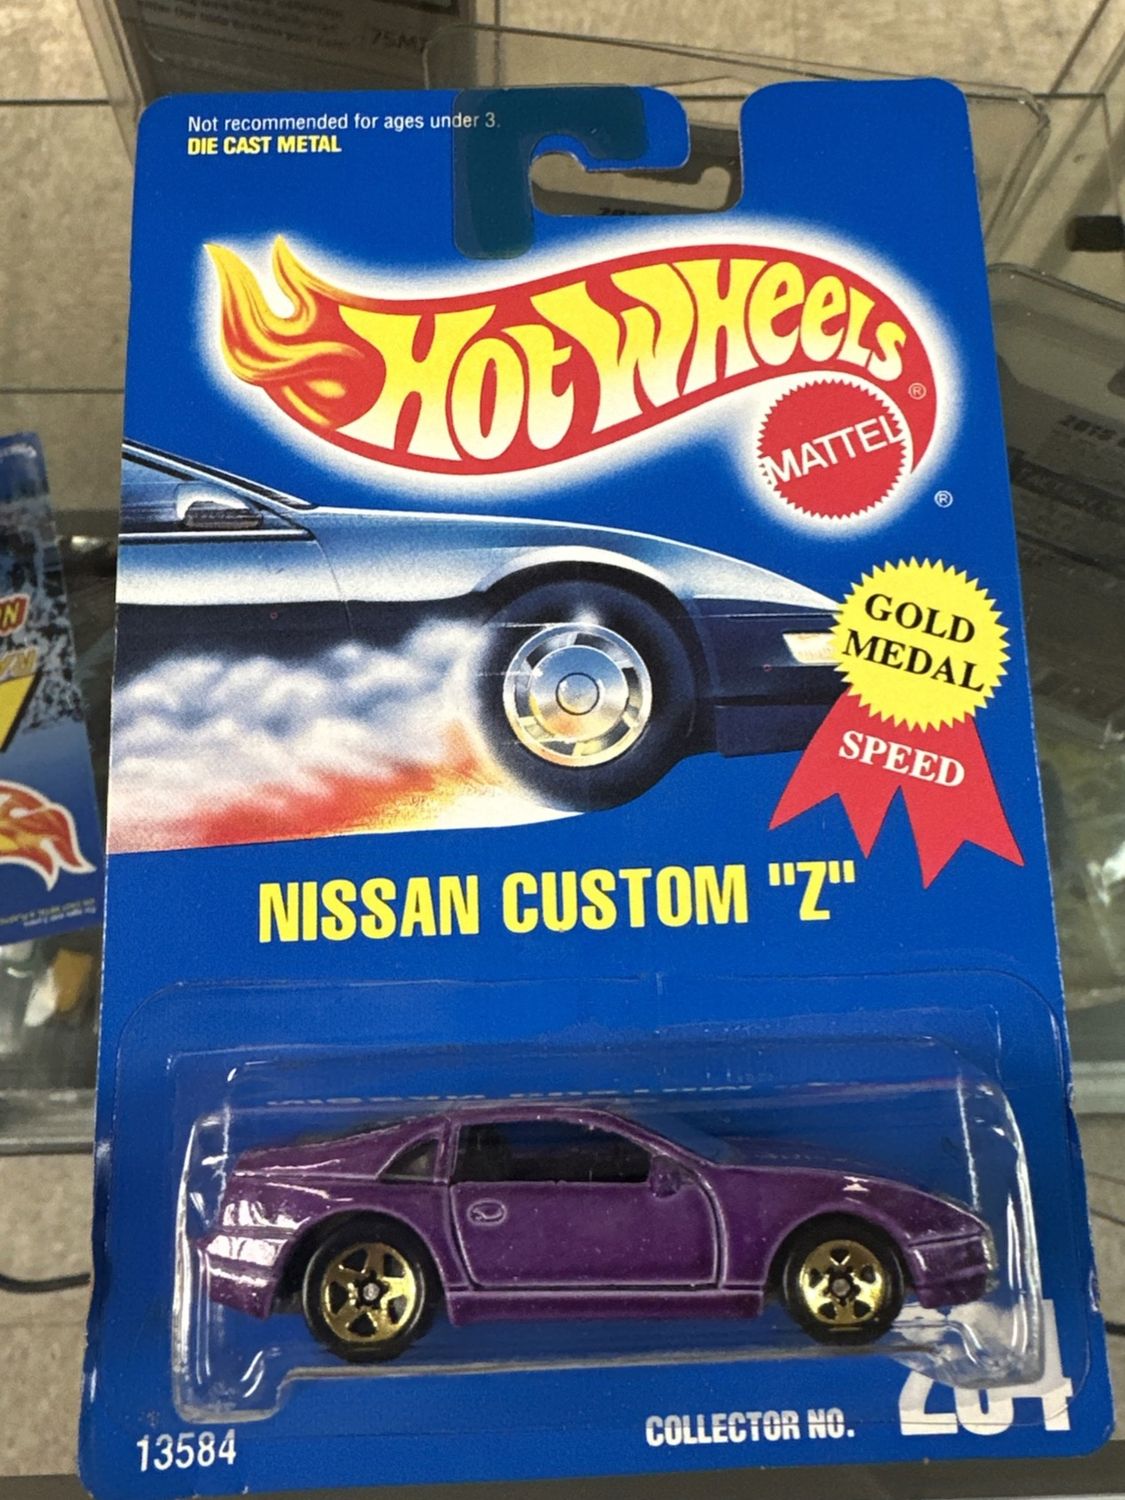 Not recommended for ages under 3.
DIE CAST METAL
HOT WHEELS®
MATTEL
®
GOLD
MEDAL
SPEED
NISSAN CUSTOM "Z"
COLLECTOR NO.
13584